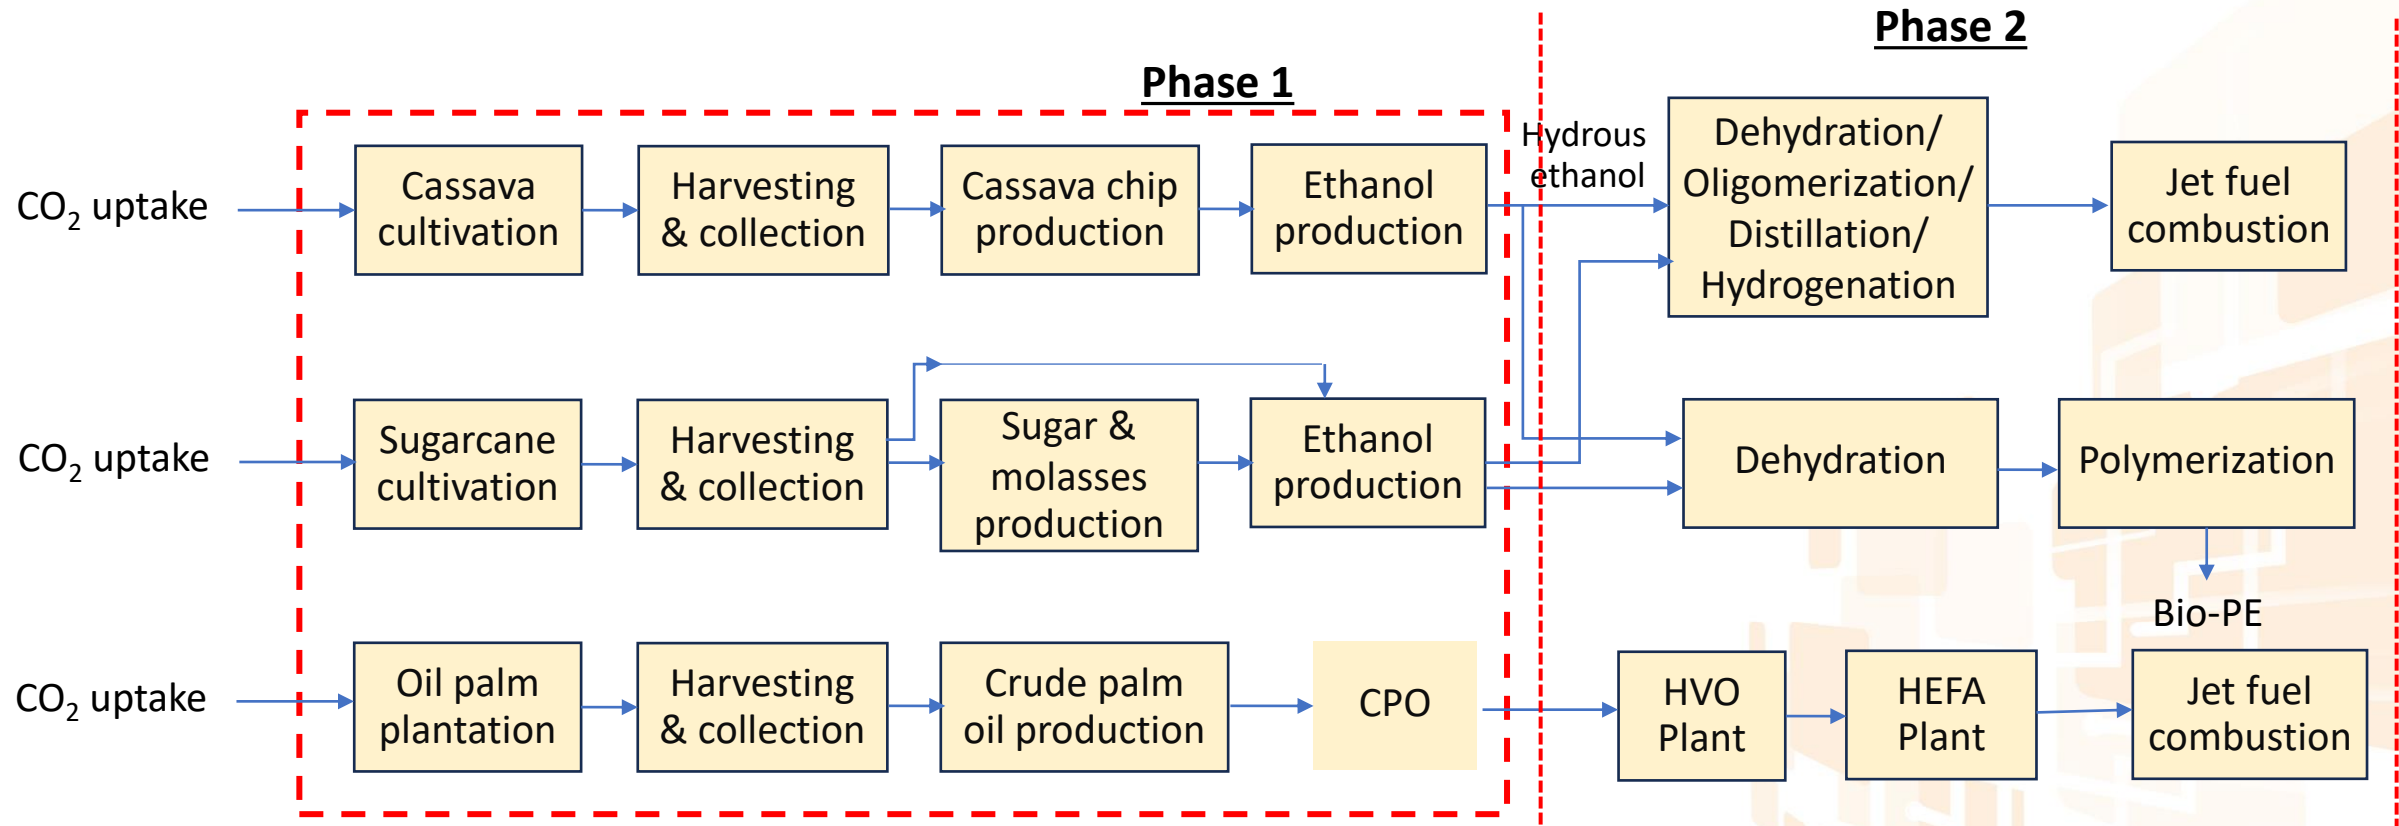 Phase 2
Phase 1
CO2 uptake
Cassava
cultivation
Harvesting
& collection
Cassava chip
production
Ethanol
production
Hydrous
ethanol
Dehydration/
Oligomerization/
Distillation/
Hydrogenation
Jet fuel
combustion
CO2 uptake
Sugarcane
cultivation
Harvesting
& collection
Sugar &
molasses
production
Ethanol
production
Dehydration
Polymerization
Bio-PE
CO2 uptake
Oil palm
plantation
Harvesting
& collection
Crude palm
oil production
CPO
HVO
Plant
HEFA
Plant
Jet fuel
combustion